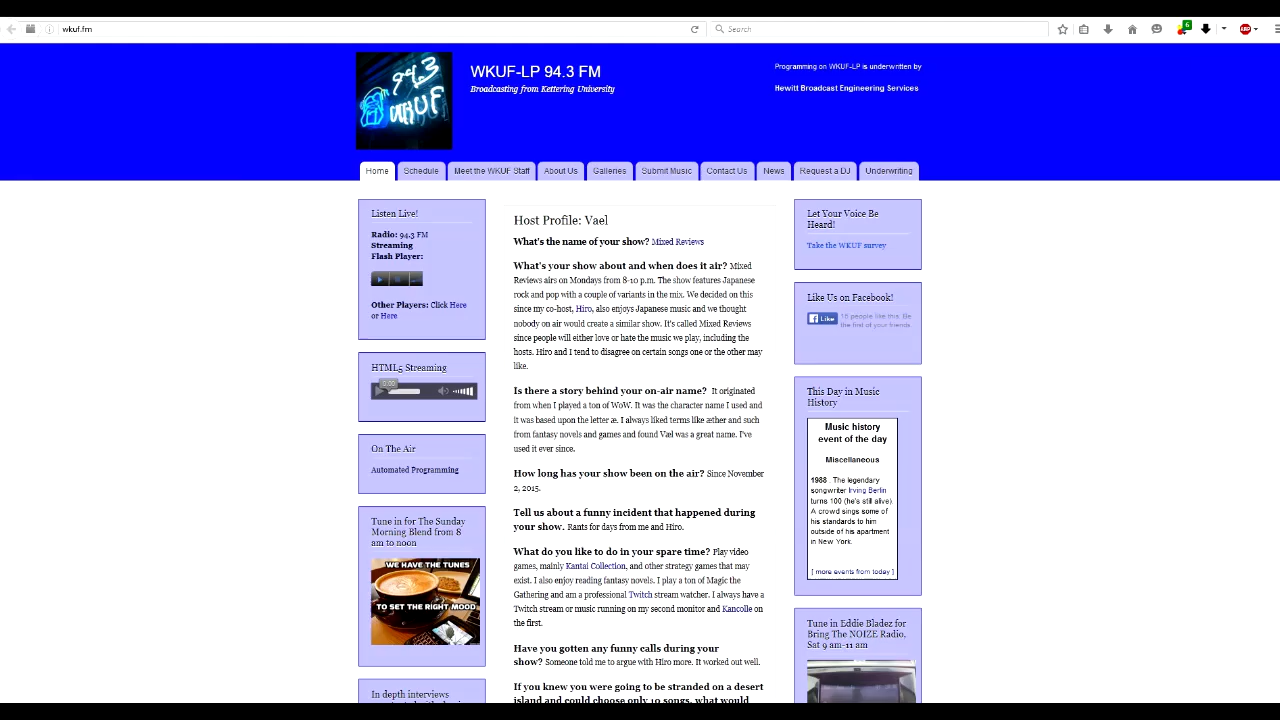 wkuf.fm
Search
6
ABP
94.3
WKUF
WKUF-LP 94.3 FM
Broadcasting from Kettering University
Programming on WKUF-LP is underwritten by
Hewitt Broadcast Engineering Services
Home
Schedule
Meet the WKUF Staff
About Us
Galleries
Submit Music
Contact Us
News
Request a DJ
Underwriting
Listen Live!
Radio: 94.3 FM
Streaming
Flash Player:
Other Players: Click Here
or Here
HTML5 Streaming
0:00
On The Air
Automated Programming
Tune in for The Sunday
Morning Blend from 8
am to noon
WE HAVE THE TUNES
TO SET THE RIGHT MOOD
In depth interviews
Host Profile: Vael
What's the name of your show? Mixed Reviews
What's your show about and when does it air? Mixed
Reviews airs on Mondays from 8-10 p.m. The show features Japanese
rock and pop with a couple of variants in the mix. We decided on this
since my co-host, Hiro, also enjoys Japanese music and we thought
nobody on air would create a similar show. It's called Mixed Reviews
since people will either love or hate the music we play, including the
hosts. Hiro and I tend to disagree on certain songs one or the other may
like.
Is there a story behind your on-air name? It originated
from when I played a ton of WoW. It was the character name I used and
it was based upon the letter æ. I always liked terms like æther and such
from fantasy novels and games and found Væl was a great name. I've
used it ever since.
How long has your show been on the air? Since November
2, 2015.
Tell us about a funny incident that happened during
your show. Rants for days from me and Hiro.
What do you like to do in your spare time? Play video
games, mainly Kantai Collection, and other strategy games that may
exist. I also enjoy reading fantasy novels. I play a ton of Magic the
Gathering and am a professional Twitch stream watcher. I always have a
Twitch stream or music running on my second monitor and Kancolle on
the first.
Have you gotten any funny calls during your
show? Someone told me to argue with Hiro more. It worked out well.
If you knew you were going to be stranded on a desert
island and could choose only 10 songs, what would
Let Your Voice Be
Heard!
Take the WKUF survey
Like Us on Facebook!
Like
15 people like this. Be
the first of your friends.
This Day in Music
History
Music history
event of the day
Miscellaneous
1988 . The legendary
songwriter Irving Berlin
turns 100 (he's still alive).
A crowd sings some of
his standards to him
outside of his apartment
in New York.
[ more events from today ]
Tune in Eddie Bladez for
Bring The NOIZE Radio,
Sat 9 am-11 am